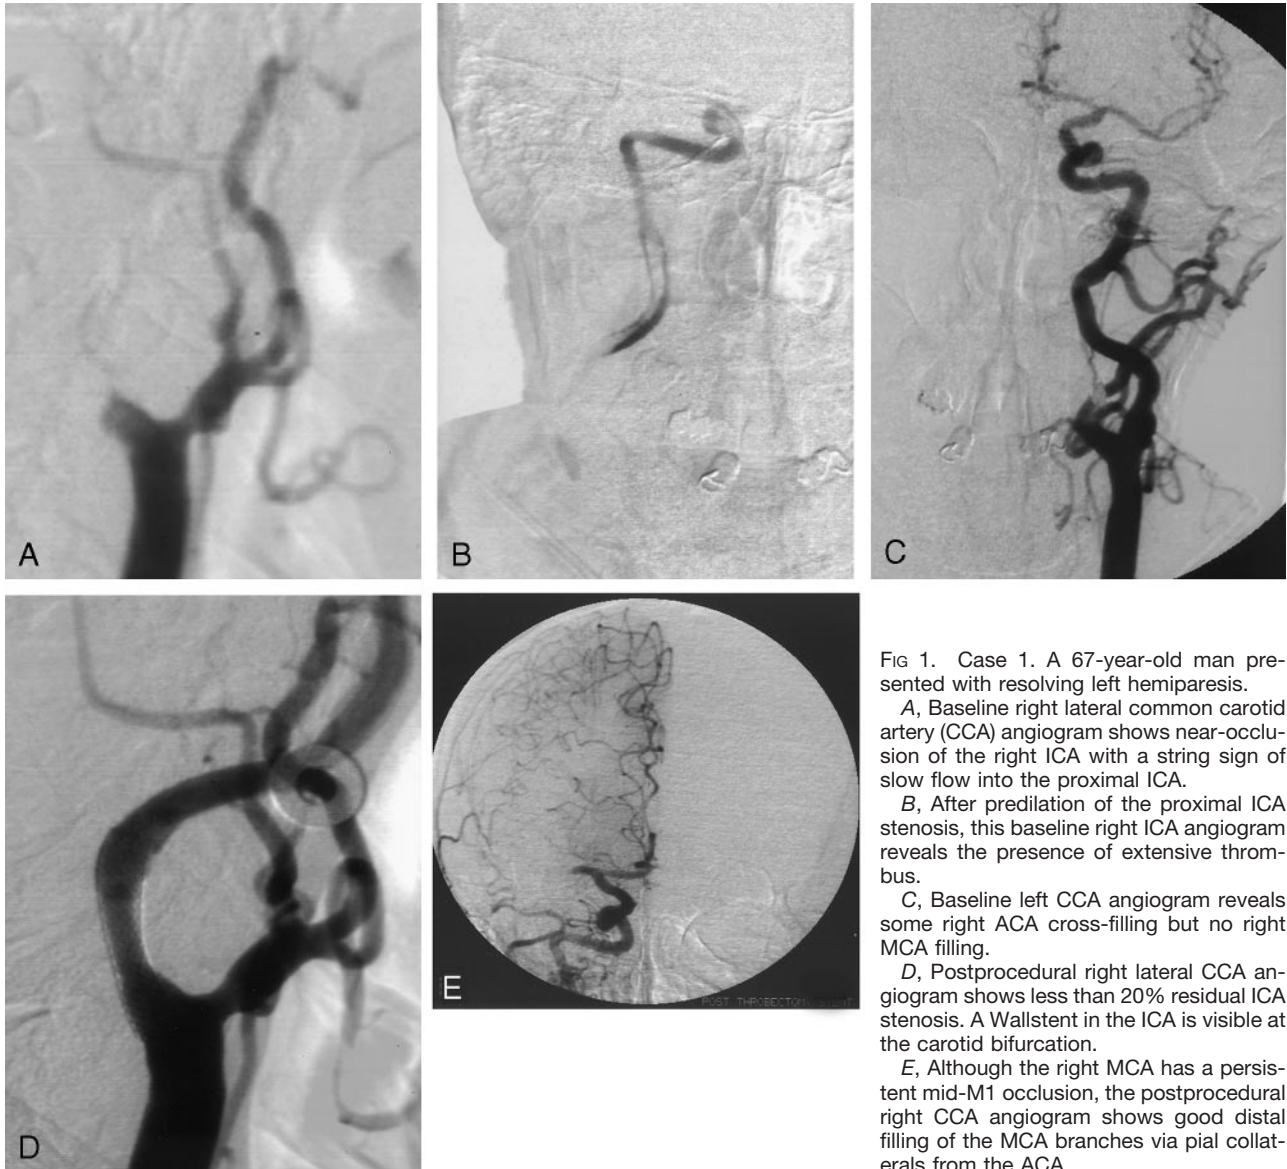 A
B
C
D
E
POST THROBECTOMY
FIG 1. Case 1. A 67-year-old man pre-
sented with resolving left hemiparesis.
A, Baseline right lateral common carotid
artery (CCA) angiogram shows near-occlu-
sion of the right ICA with a string sign of
slow flow into the proximal ICA.
B, After predilation of the proximal ICA
stenosis, this baseline right ICA angiogram
reveals the presence of extensive throm-
bus.
C, Baseline left CCA angiogram reveals
some right ACA cross-filling but no right
MCA filling.
D, Postprocedural right lateral CCA an-
giogram shows less than 20% residual ICA
stenosis. A Wallstent in the ICA is visible at
the carotid bifurcation.
E, Although the right MCA has a persis-
tent mid-M1 occlusion, the postprocedural
right CCA angiogram shows good distal
filling of the MCA branches via pial collat-
erals from the ACA.